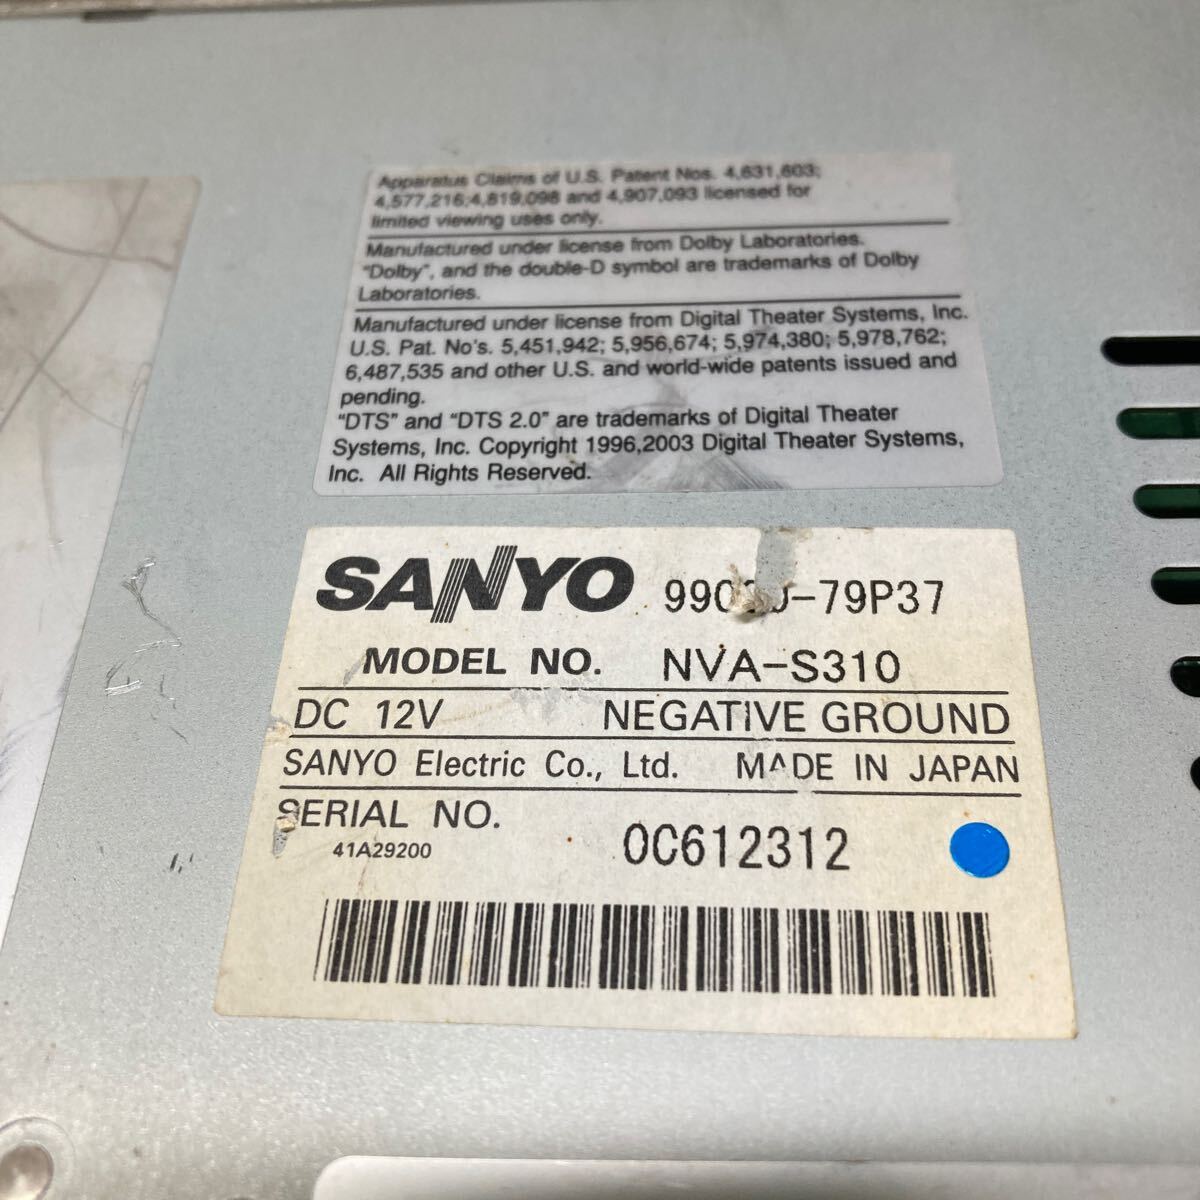 Apparatus Claims of U.S. Patent Nos. 4,631,603;
4,577,216;4,819,098 and 4,907,093 licensed for
limited viewing uses only.
Manufactured under license from Dolby Laboratories.
"Dolby", and the double-D symbol are trademarks of Dolby
Laboratories.
Manufactured under license from Digital Theater Systems, Inc.
U.S. Pat. No's. 5,451,942; 5,956,674; 5,974,380; 5,978,762;
6,487,535 and other U.S. and world-wide patents issued and
pending.
"DTS" and "DTS 2.0" are trademarks of Digital Theater
Systems, Inc. Copyright 1996,2003 Digital Theater Systems,
Inc. All Rights Reserved.
SANYO
MODEL NO. NVA-S310
DC 12V NEGATIVE GROUND
SANYO Electric Co., Ltd. MADE IN JAPAN
SERIAL NO.
41A29200 0C612312